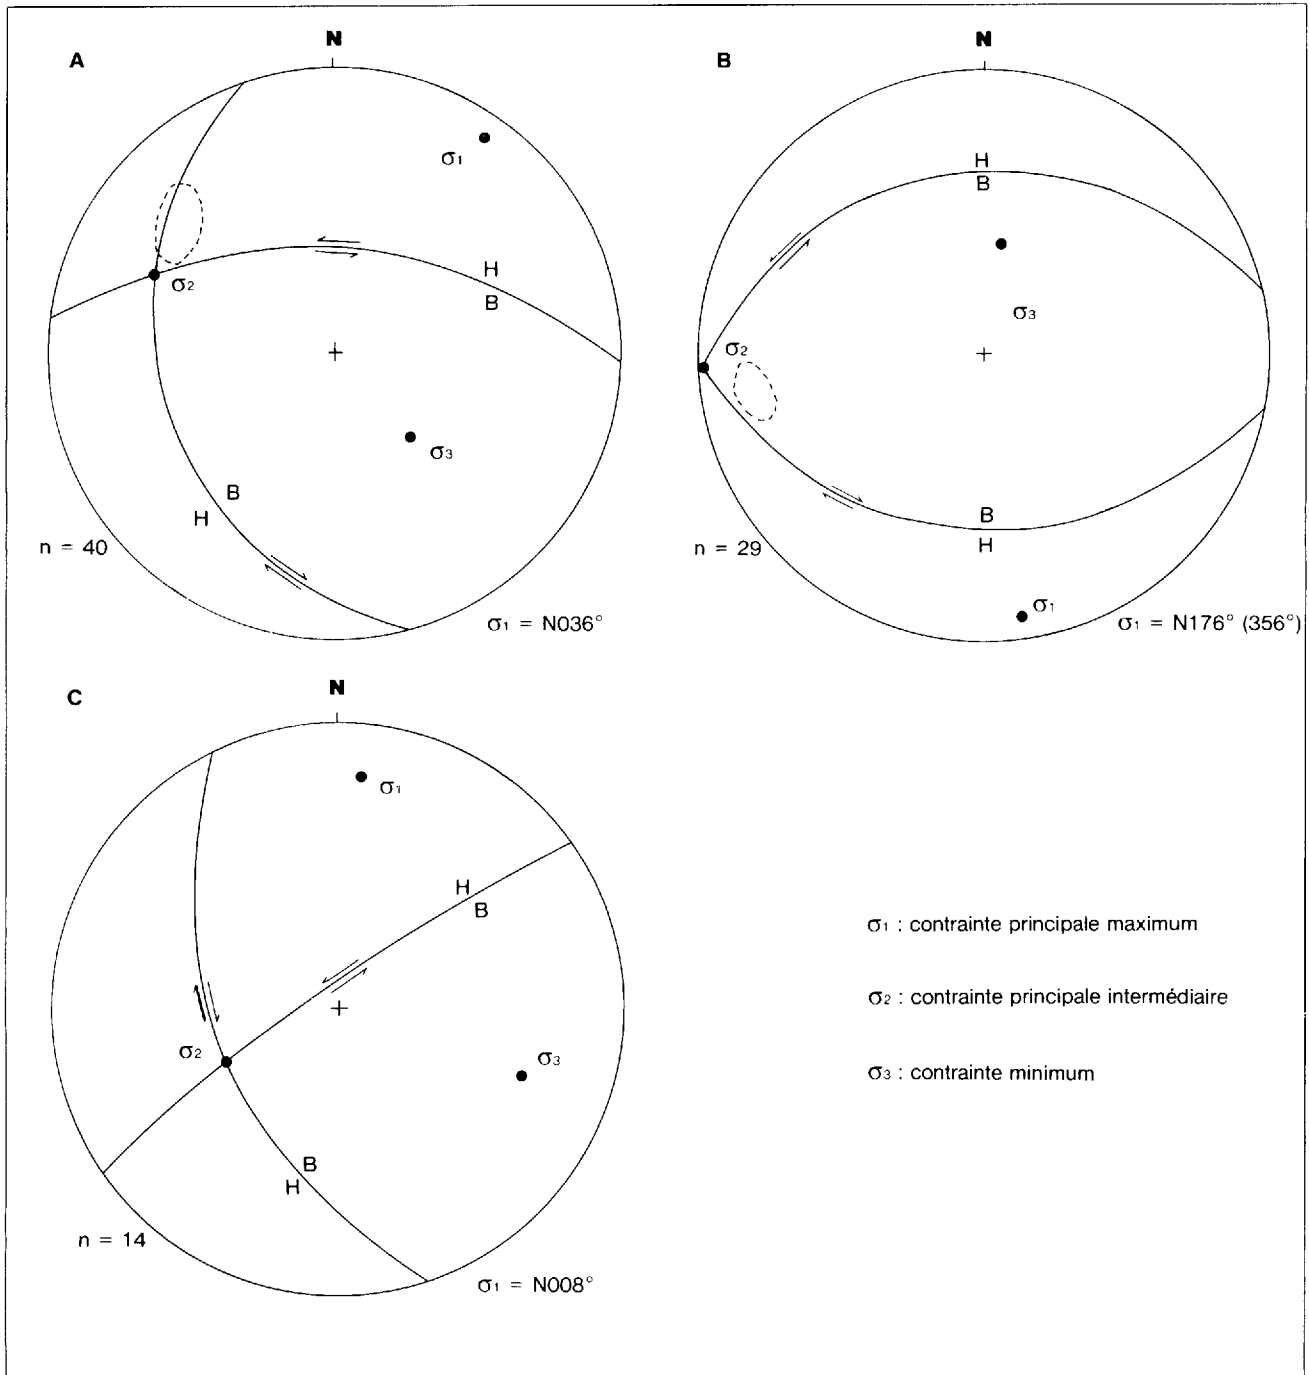 A
N
σ1
σ2
H
B
σ3
B
H
n = 40
σ1 = N036°
B
N
H
B
σ3
σ2
B
H
n = 29
σ1
σ1 = N176° (356°)
C
N
σ1
H
B
σ2
σ3
B
H
n = 14
σ1 = N008°
σ1 : contrainte principale maximum
σ2 : contrainte principale intermédiaire
σ3 : contrainte minimum